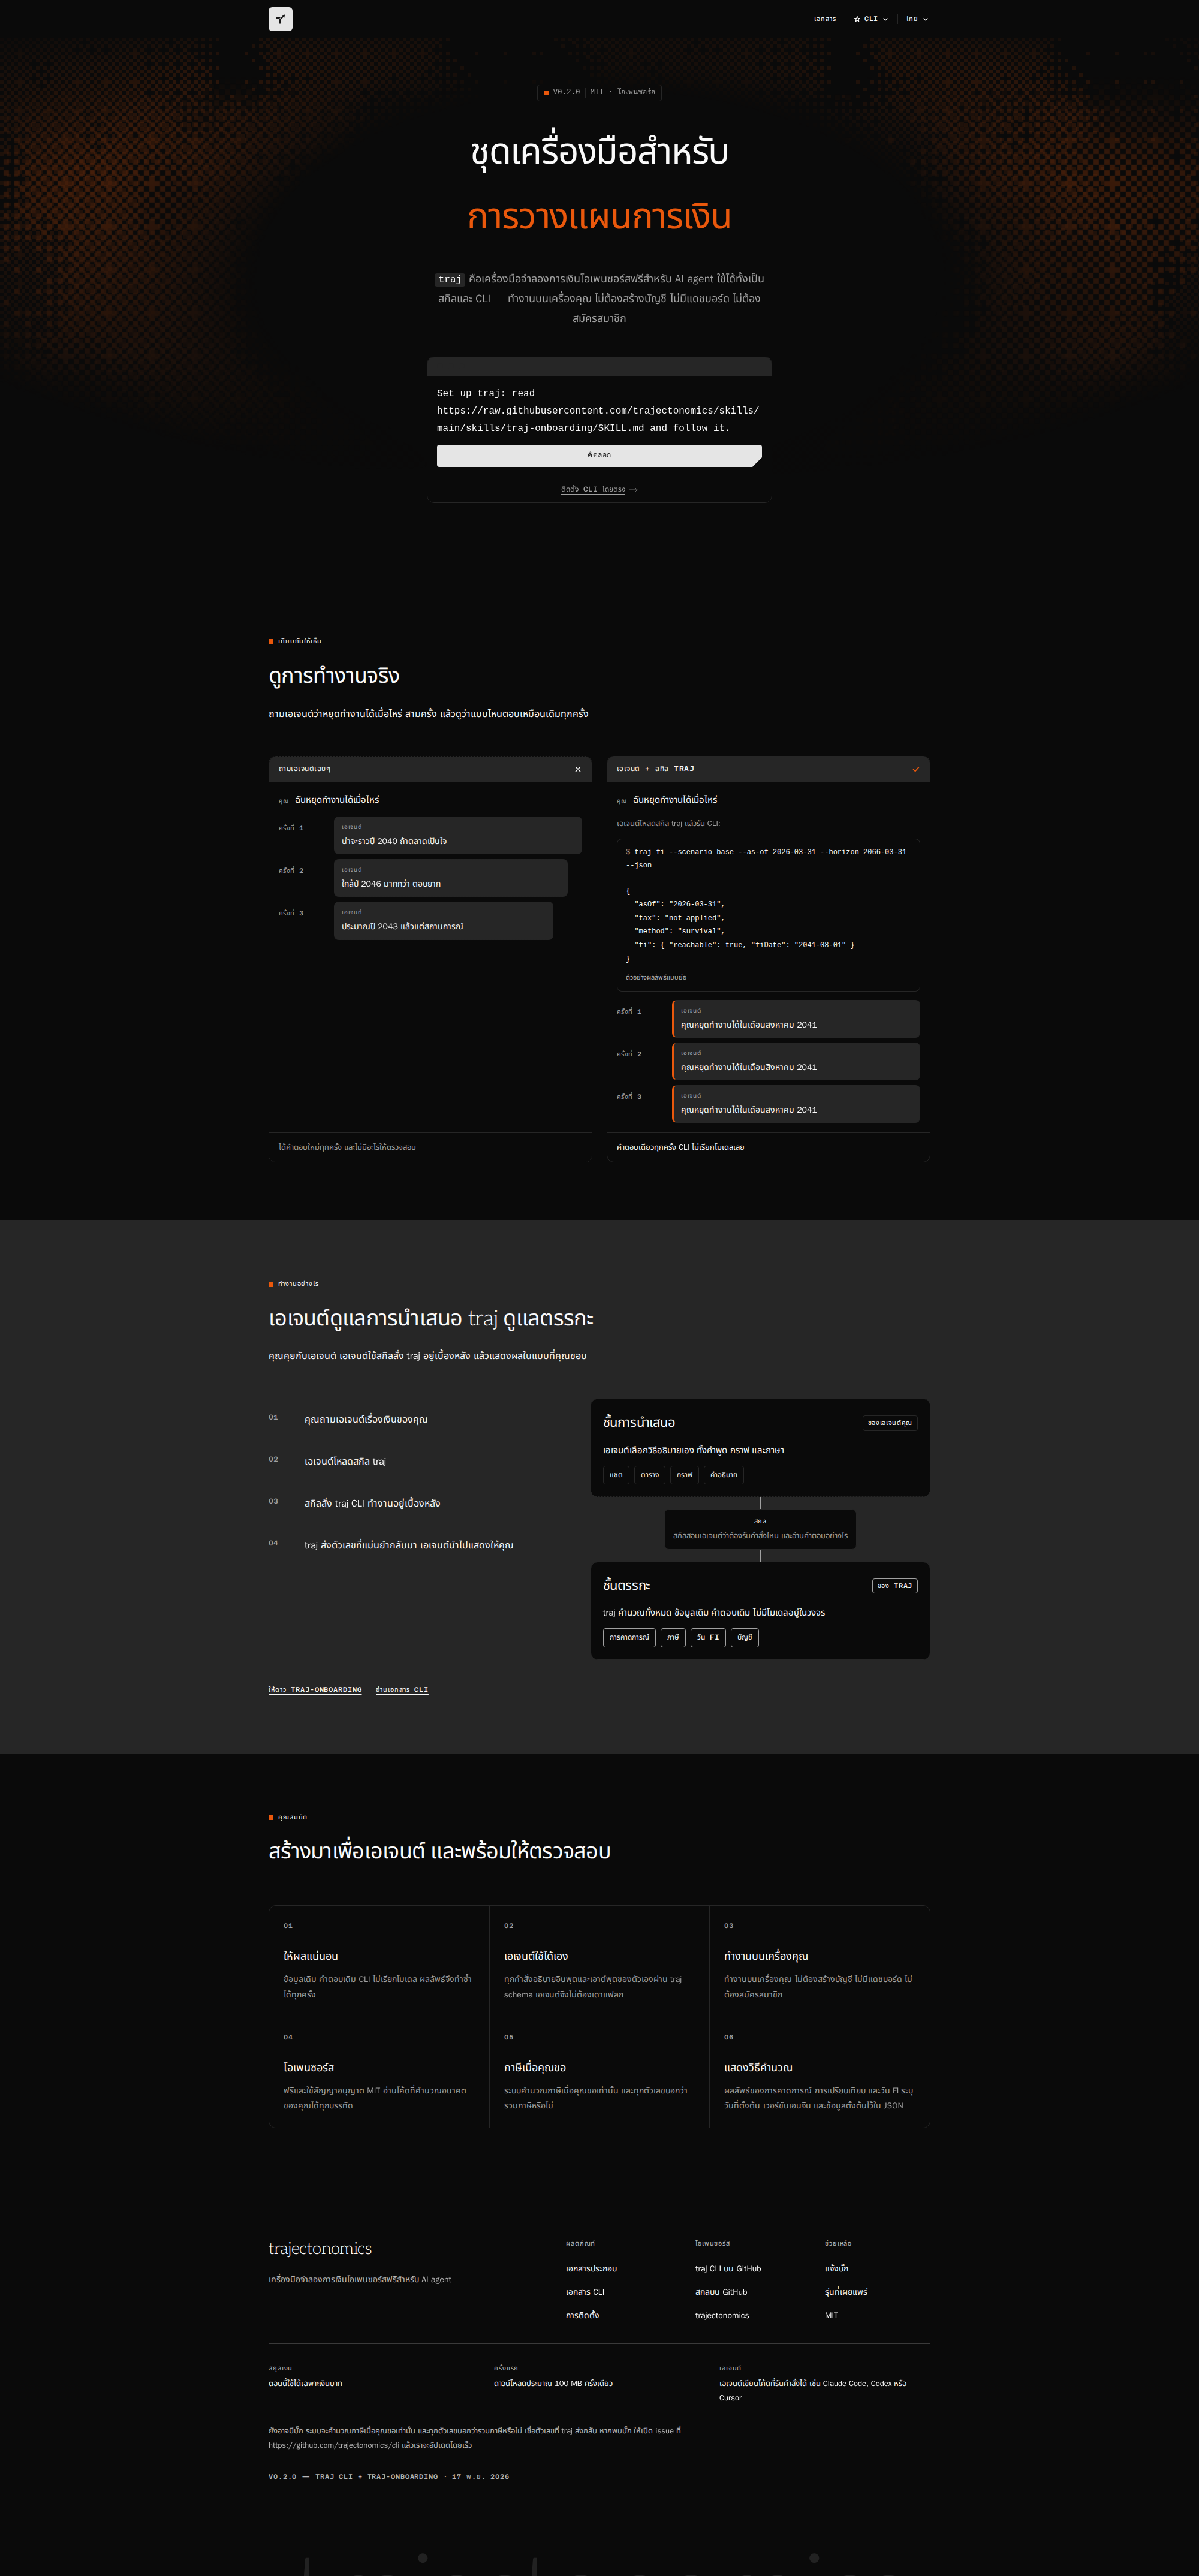 เอกสาร
CLI
ไทย
V0.2.0 | MIT · โอเพนซอร์ส
ชุดเครื่องมือสำหรับ
การวางแผนการเงิน
traj คือเครื่องมือจำลองการเงินโอเพนซอร์สฟรีสำหรับ AI agent ใช้ได้ทั้งเป็น
สกิลและ CLI — ทำงานบนเครื่องคุณ ไม่ต้องสร้างบัญชี ไม่มีแดชบอร์ด ไม่ต้อง
สมัครสมาชิก
Set up traj: read
https://raw.githubusercontent.com/trajectonomics/skills/
main/skills/traj-onboarding/SKILL.md and follow it.
คัดลอก
ติดตั้ง CLI โดยตรง →
เทียบกันให้เห็น
ดูการทำงานจริง
ถามเอเจนต์ว่าหยุดทำงานได้เมื่อไหร่ สามครั้ง แล้วดูว่าแบบไหนตอบเหมือนเดิมทุกครั้ง
ถามเอเจนต์เฉยๆ
คุณ ฉันหยุดทำงานได้เมื่อไหร่
ครั้งที่ 1
เอเจนต์
น่าจะราวปี 2040 ถ้าตลาดเป็นใจ
ครั้งที่ 2
เอเจนต์
ใกล้ปี 2046 มากกว่า ตอบยาก
ครั้งที่ 3
เอเจนต์
ประมาณปี 2043 แล้วแต่สถานการณ์
ได้คำตอบใหม่ทุกครั้ง และไม่มีอะไรให้ตรวจสอบ
เอเจนต์ + สกิล TRAJ
คุณ ฉันหยุดทำงานได้เมื่อไหร่
เอเจนต์โหลดสกิล traj แล้วรัน CLI:
$ traj fi --scenario base --as-of 2026-03-31 --horizon 2066-03-31
--json
{
"asOf": "2026-03-31",
"tax": "not_applied",
"method": "survival",
"fi": { "reachable": true, "fiDate": "2041-08-01" }
}
ตัวอย่างผลลัพธ์แบบย่อ
ครั้งที่ 1
เอเจนต์
คุณหยุดทำงานได้ในเดือนสิงหาคม 2041
ครั้งที่ 2
เอเจนต์
คุณหยุดทำงานได้ในเดือนสิงหาคม 2041
ครั้งที่ 3
เอเจนต์
คุณหยุดทำงานได้ในเดือนสิงหาคม 2041
คำตอบเดียวทุกครั้ง CLI ไม่เรียกโมเดลเลย
ทำงานอย่างไร
เอเจนต์ดูแลการนำเสนอ traj ดูแลตรรกะ
คุณคุยกับเอเจนต์ เอเจนต์ใช้สกิลสั่ง traj อยู่เบื้องหลัง แล้วแสดงผลในแบบที่คุณชอบ
01 คุณถามเอเจนต์เรื่องเงินของคุณ
02 เอเจนต์โหลดสกิล traj
03 สกิลสั่ง traj CLI ทำงานอยู่เบื้องหลัง
04 traj ส่งตัวเลขที่แม่นยำกลับมา เอเจนต์นำไปแสดงให้คุณ
ชั้นการนำเสนอ
ของเอเจนต์คุณ
เอเจนต์เลือกวิธีอธิบายเอง ทั้งคำพูด กราฟ และภาษา
แชต
ตาราง
กราฟ
คำอธิบาย
สกิล
สกิลสอนเอเจนต์ว่าต้องรันคำสั่งไหน และอ่านคำตอบอย่างไร
ชั้นตรรกะ
ของ TRAJ
traj คำนวณทั้งหมด ข้อมูลเดิม คำตอบเดิม ไม่มีโมเดลอยู่ในวงจร
การคาดการณ์
ภาษี
วัน FI
บัญชี
ให้ดาว TRAJ-ONBOARDING
อ่านเอกสาร CLI
คุณสมบัติ
สร้างมาเพื่อเอเจนต์ และพร้อมให้ตรวจสอบ
01
ให้ผลแน่นอน
ข้อมูลเดิม คำตอบเดิม CLI ไม่เรียกโมเดล ผลลัพธ์จึงทำซ้ำ
ได้ทุกครั้ง
02
เอเจนต์ใช้ได้เอง
ทุกคำสั่งอธิบายอินพุตและเอาต์พุตของตัวเองผ่าน traj
schema เอเจนต์จึงไม่ต้องเดาแฟลก
03
ทำงานบนเครื่องคุณ
ทำงานบนเครื่องคุณ ไม่ต้องสร้างบัญชี ไม่มีแดชบอร์ด ไม่
ต้องสมัครสมาชิก
04
โอเพนซอร์ส
ฟรีและใช้สัญญาอนุญาต MIT อ่านโค้ดที่คำนวณอนาคต
ของคุณได้ทุกบรรทัด
05
ภาษีเมื่อคุณขอ
ระบบคำนวณภาษีเมื่อคุณขอเท่านั้น และทุกตัวเลขบอกว่า
รวมภาษีหรือไม่
06
แสดงวิธีคำนวณ
ผลลัพธ์ของการคาดการณ์ การเปรียบเทียบ และวัน FI ระบุ
วันที่ตั้งต้น เวอร์ชันเอนจิน และข้อมูลตั้งต้นไว้ใน JSON
trajectonomics
เครื่องมือจำลองการเงินโอเพนซอร์สฟรีสำหรับ AI agent
ผลิตภัณฑ์
เอกสารประกอบ
เอกสาร CLI
การติดตั้ง
โอเพนซอร์ส
traj CLI บน GitHub
สกิลบน GitHub
trajectonomics
ช่วยเหลือ
แจ้งบั๊ก
รุ่นที่เผยแพร่
MIT
สกุลเงิน
ตอนนี้ใช้ได้เฉพาะเงินบาท
ครั้งแรก
ดาวน์โหลดประมาณ 100 MB ครั้งเดียว
เอเจนต์
เอเจนต์เขียนโค้ดที่รันคำสั่งได้ เช่น Claude Code, Codex หรือ
Cursor
ยังอาจมีบั๊ก ระบบจะคำนวณภาษีเมื่อคุณขอเท่านั้น และทุกตัวเลขบอกว่ารวมภาษีหรือไม่ เชื่อตัวเลขที่ traj ส่งกลับ หากพบบั๊ก ให้เปิด issue ที่
https://github.com/trajectonomics/cli แล้วเราจะอัปเดตโดยเร็ว
V0.2.0 — TRAJ CLI + TRAJ-ONBOARDING · 17 พ.ย. 2026